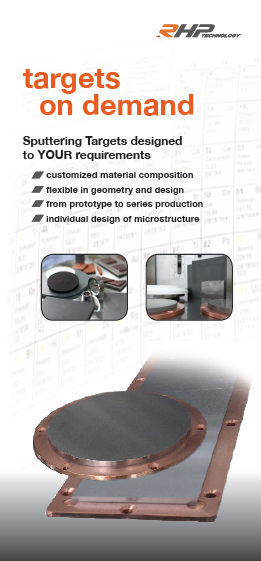 RHP
TECHNOLOGY
targets
on demand
Sputtering Targets designed
to YOUR requirements
customized material composition
flexible in geometry and design
from prototype to series production
individual design of microstructure